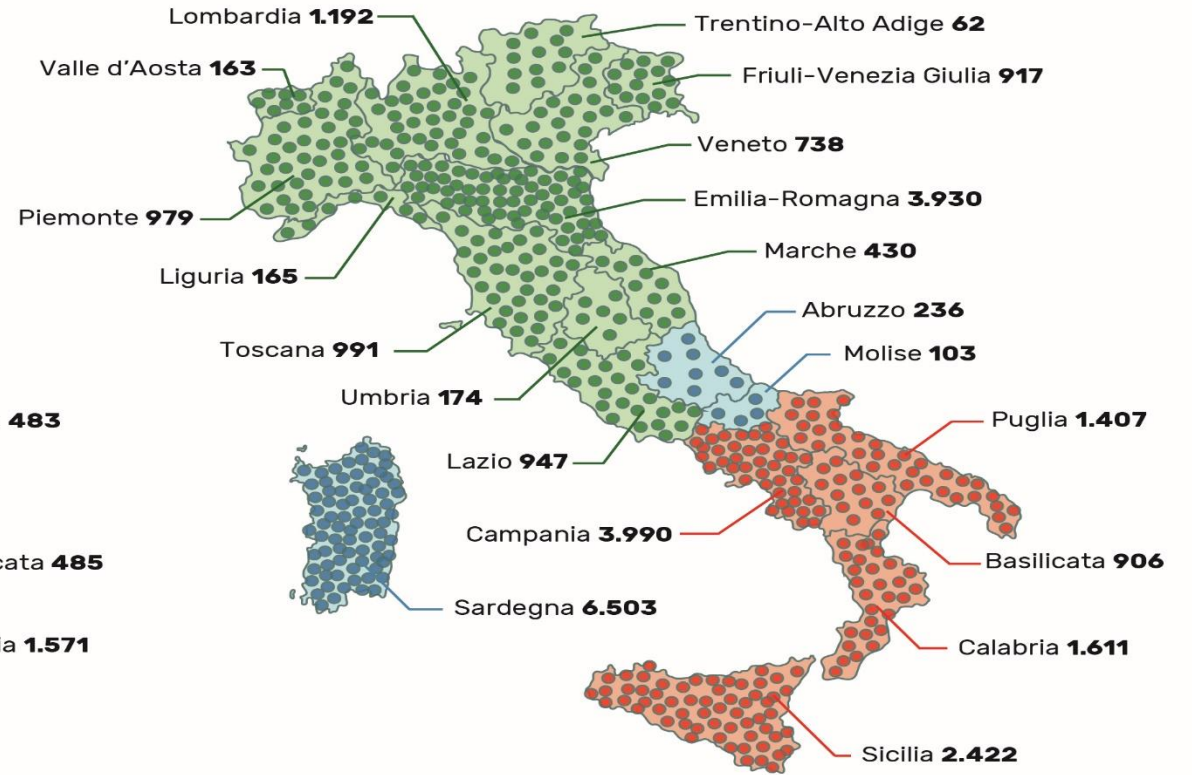 Lombardia 1.192
Trentino-Alto Adige 62
Valle d'Aosta 163
Friuli-Venezia Giulia 917
Veneto 738
Piemonte 979
Emilia-Romagna 3.930
Marche 430
Liguria 165
Abruzzo 236
Toscana 991
Molise 103
Umbria 174
483
Puglia 1.407
Lazio 947
Campania 3.990
cata 485
Basilicata 906
Sardegna 6.503
ia 1.571
Calabria 1.611
Sicilia 2.422